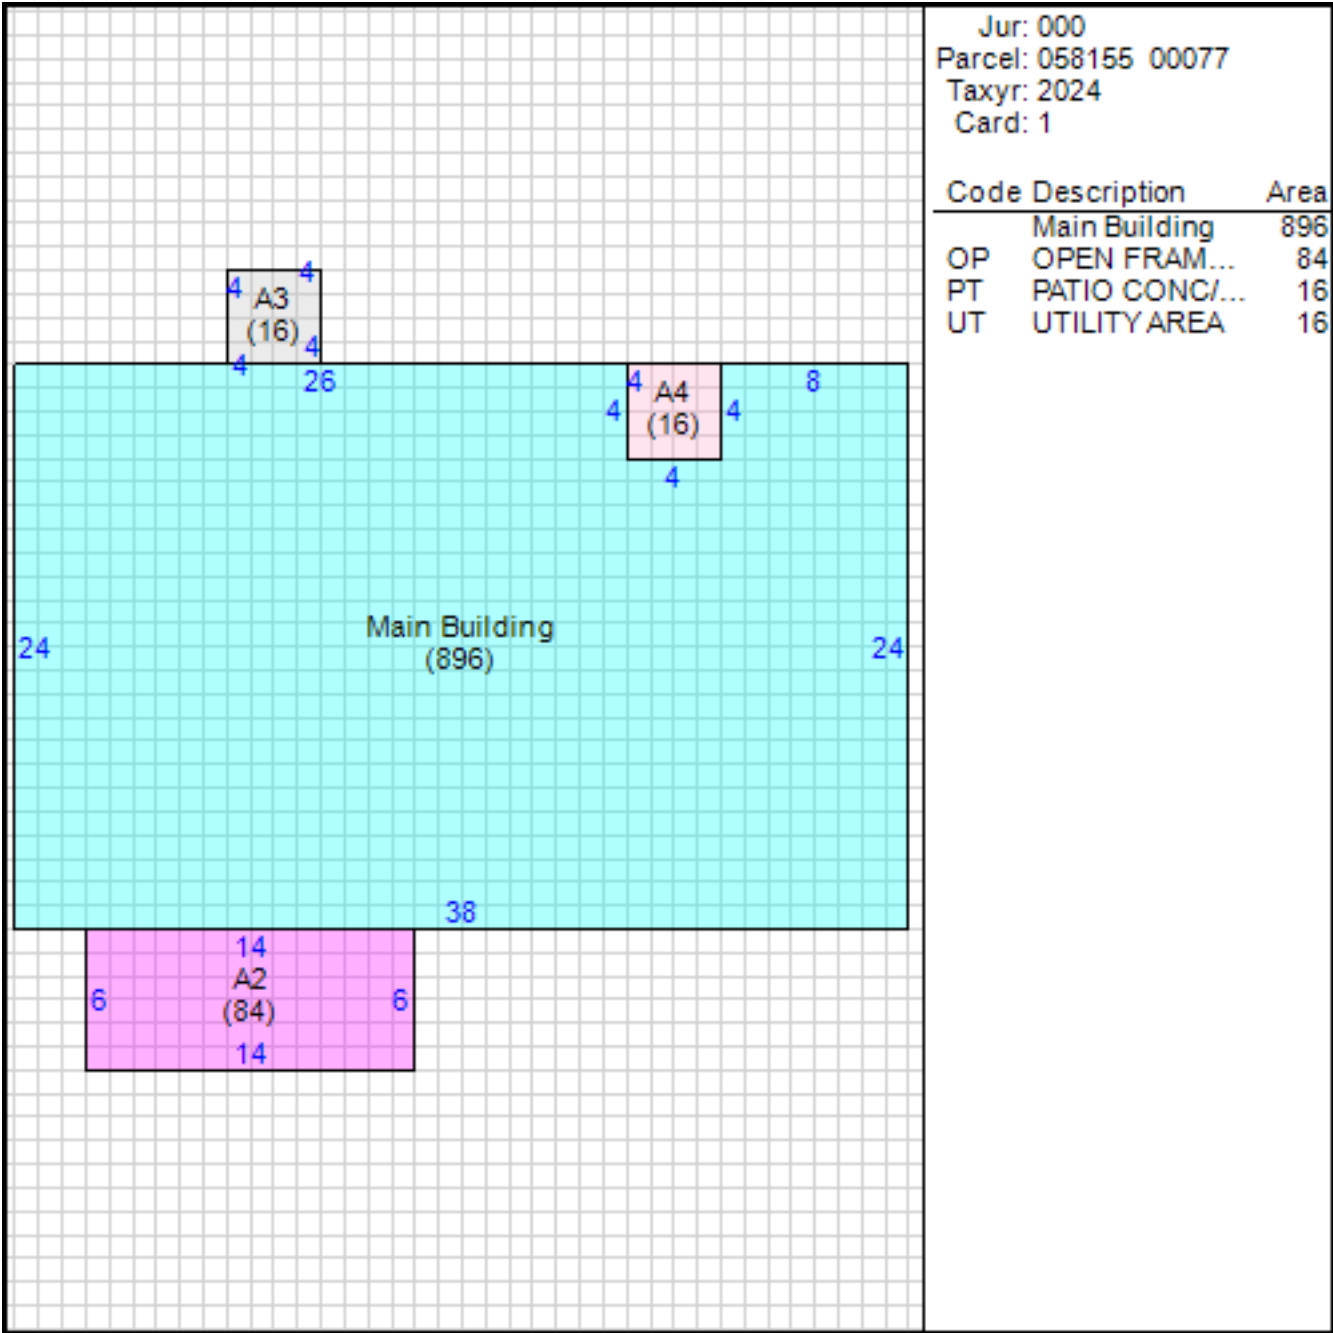 Jur: 000
Parcel: 058155 00077
Taxyr: 2024
Card: 1
Code Description Area
Main Building 896
OP OPEN FRAM... 84
PT PATIO CONC/... 16
UT UTILITY AREA 16
4
4
A3
(16)
4
4
26
4
A4
(16)
4
4
4
8
24
Main Building
(896)
24
38
14
A2
(84)
6
6
14